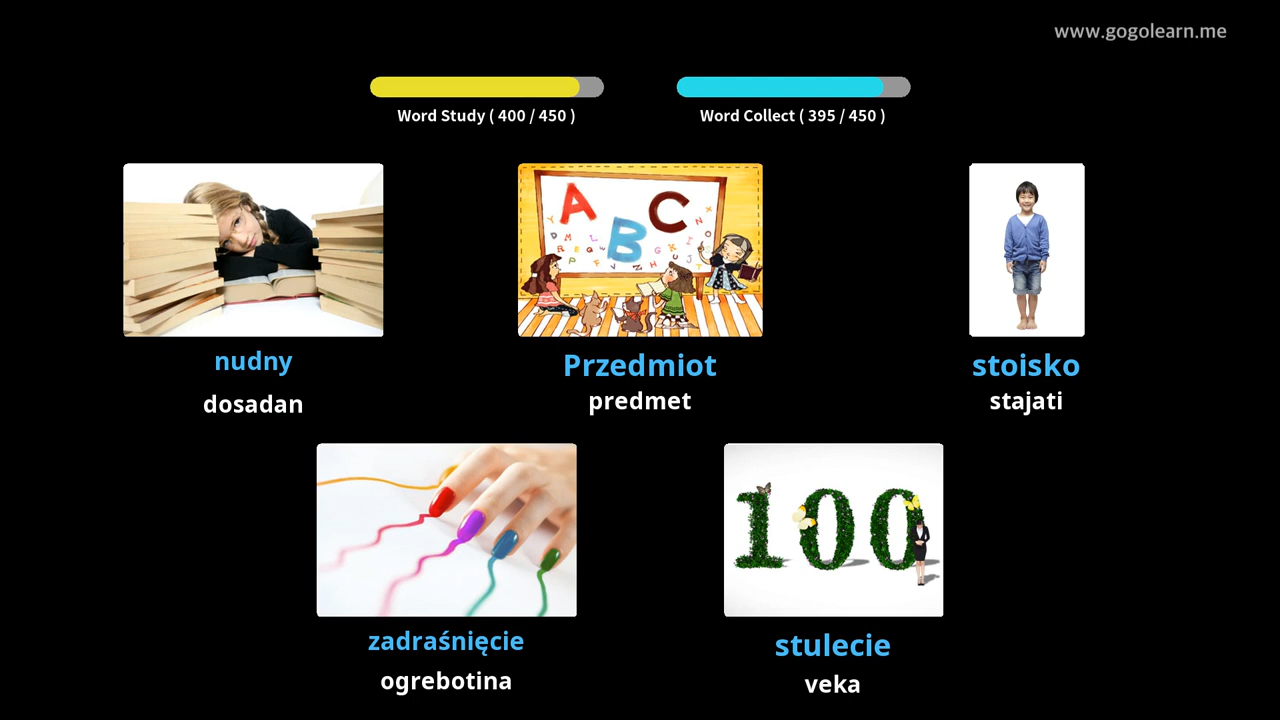 www.gogolearn.me
Word Study ( 400 / 450 )
Word Collect ( 395 / 450 )
A B C
nudny
dosadan
Przedmiot
predmet
stoisko
stajati
100
zadraśnięcie
ogrebotina
stulecie
veka